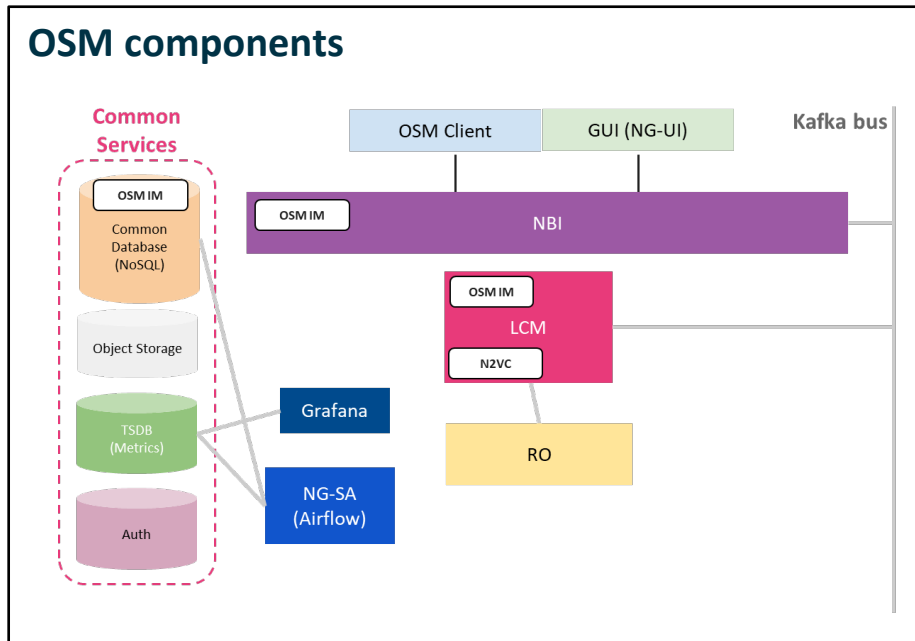 OSM components
Common
Services
OSM IM
Common
Database
(NoSQL)
Object Storage
TSDB
(Metrics)
Auth
OSM Client
GUI (NG-UI)
Kafka bus
OSM IM
NBI
OSM IM
LCM
N2VC
Grafana
RO
NG-SA
(Airflow)